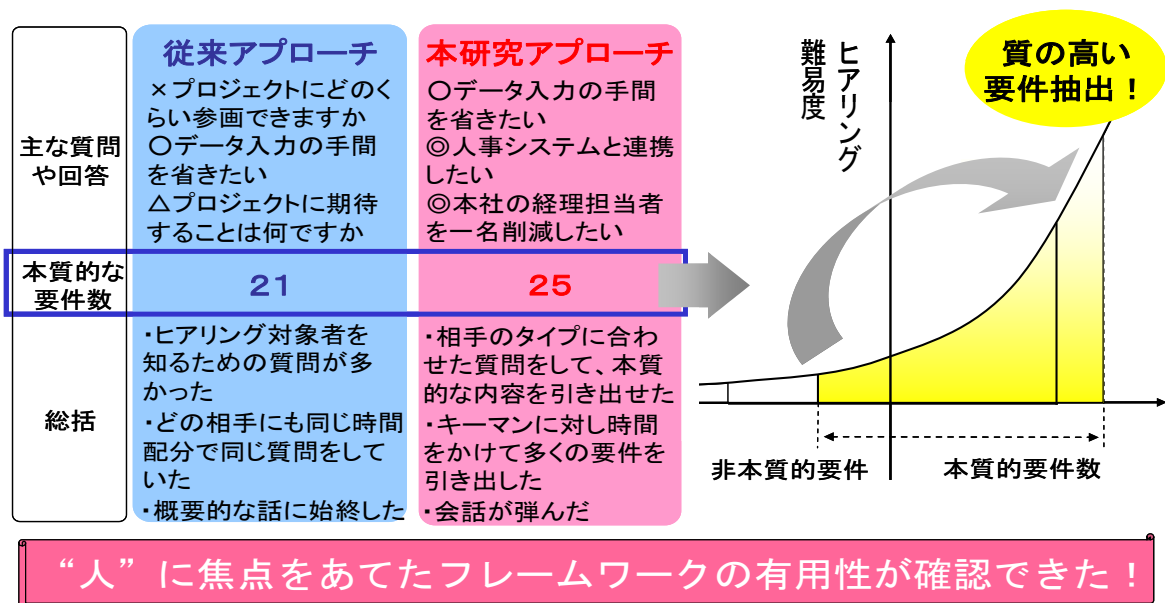 従来アプローチ
本研究アプローチ
主な質問
や回答
×プロジェクトにどのく
らい参画できますか
○データ入力の手間
を省きたい
△プロジェクトに期待
することは何ですか
○データ入力の手間
を省きたい
◎人事システムと連携
したい
◎本社の経理担当者
を一名削減したい
本質的な
要件数
21
25
総括
・ヒアリング対象者を
知るための質問が多
かった
・どの相手にも同じ時間
配分で同じ質問をして
いた
・概要的な話に始終した
・相手のタイプに合わ
せた質問をして、本質
的な内容を引き出せた
・キーマンに対し時間
をかけて多くの要件を
引き出した
・会話が弾んだ
ヒアリング
難易度
質の高い
要件抽出！
非本質的要件
本質的要件数
“人”に焦点をあてたフレームワークの有用性が確認できた！